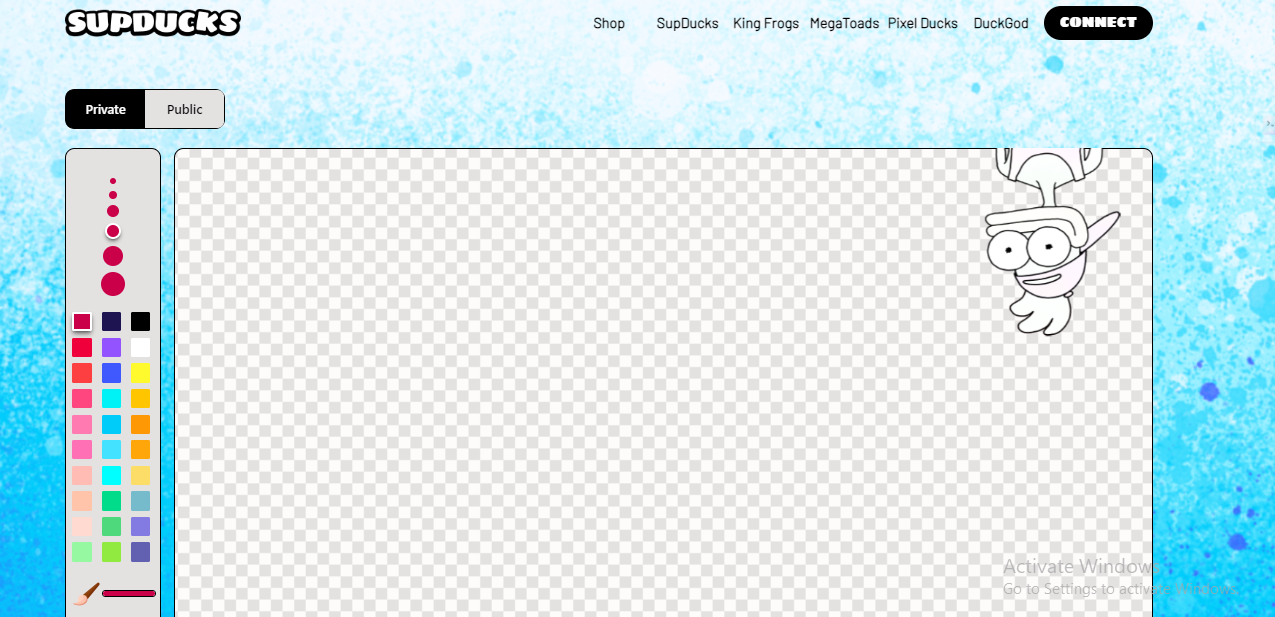 SUPDUCKS
Shop SupDucks King Frogs MegaToads Pixel Ducks DuckGod CONNECT
Private Public
Activate Windows
Go to Settings to activate Windows.